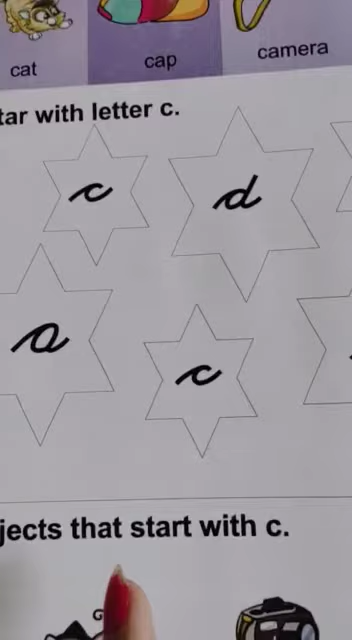 cat cap camera
tar with letter c.
c d
a c
jects that start with c.